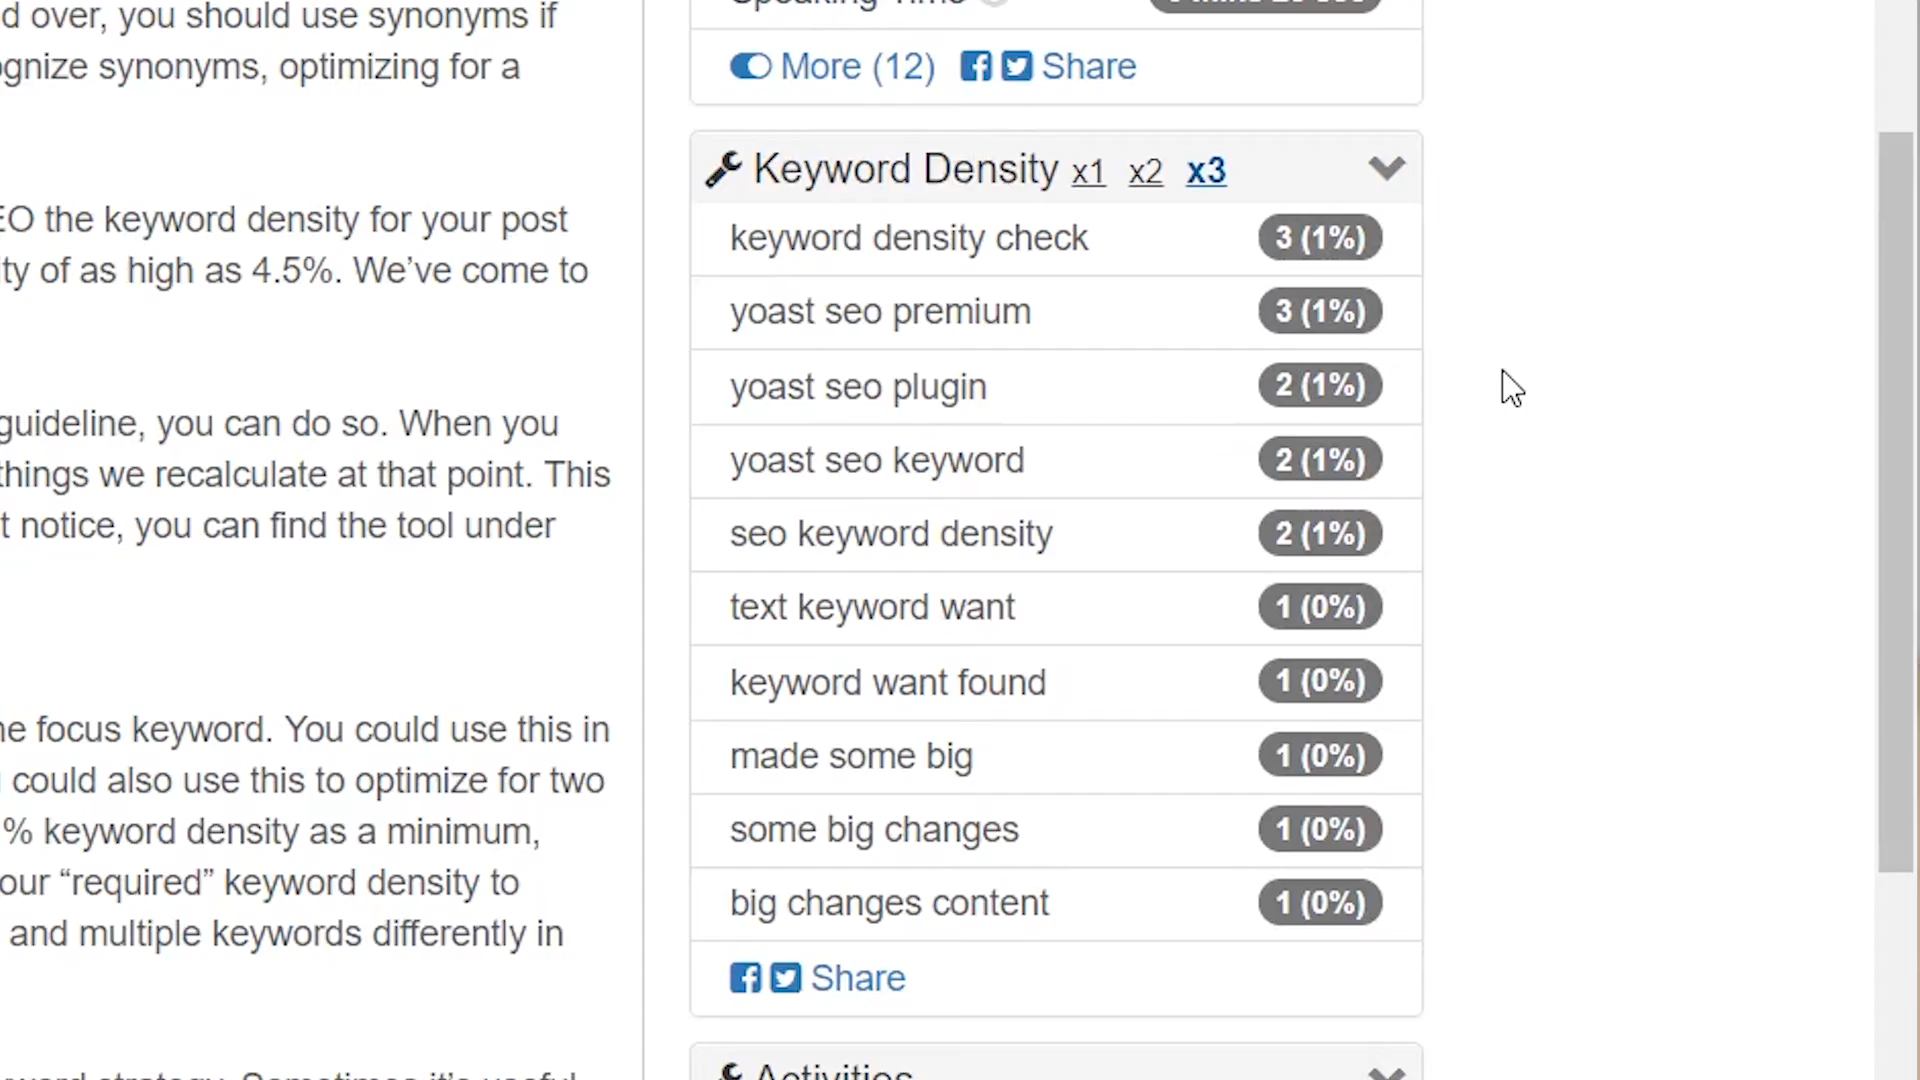 d over, you should use synonyms if
ognize synonyms, optimizing for a
EO the keyword density for your post
ity of as high as 4.5%. We've come to
guideline, you can do so. When you
things we recalculate at that point. This
t notice, you can find the tool under
he focus keyword. You could use this in
could also use this to optimize for two
% keyword density as a minimum,
our “required” keyword density to
and multiple keywords differently in
Speaking Time
More (12) Share
Keyword Density x1 x2 x3
keyword density check 3 (1%)
yoast seo premium 3 (1%)
yoast seo plugin 2 (1%)
yoast seo keyword 2 (1%)
seo keyword density 2 (1%)
text keyword want 1 (0%)
keyword want found 1 (0%)
made some big 1 (0%)
some big changes 1 (0%)
big changes content 1 (0%)
Share
Activities